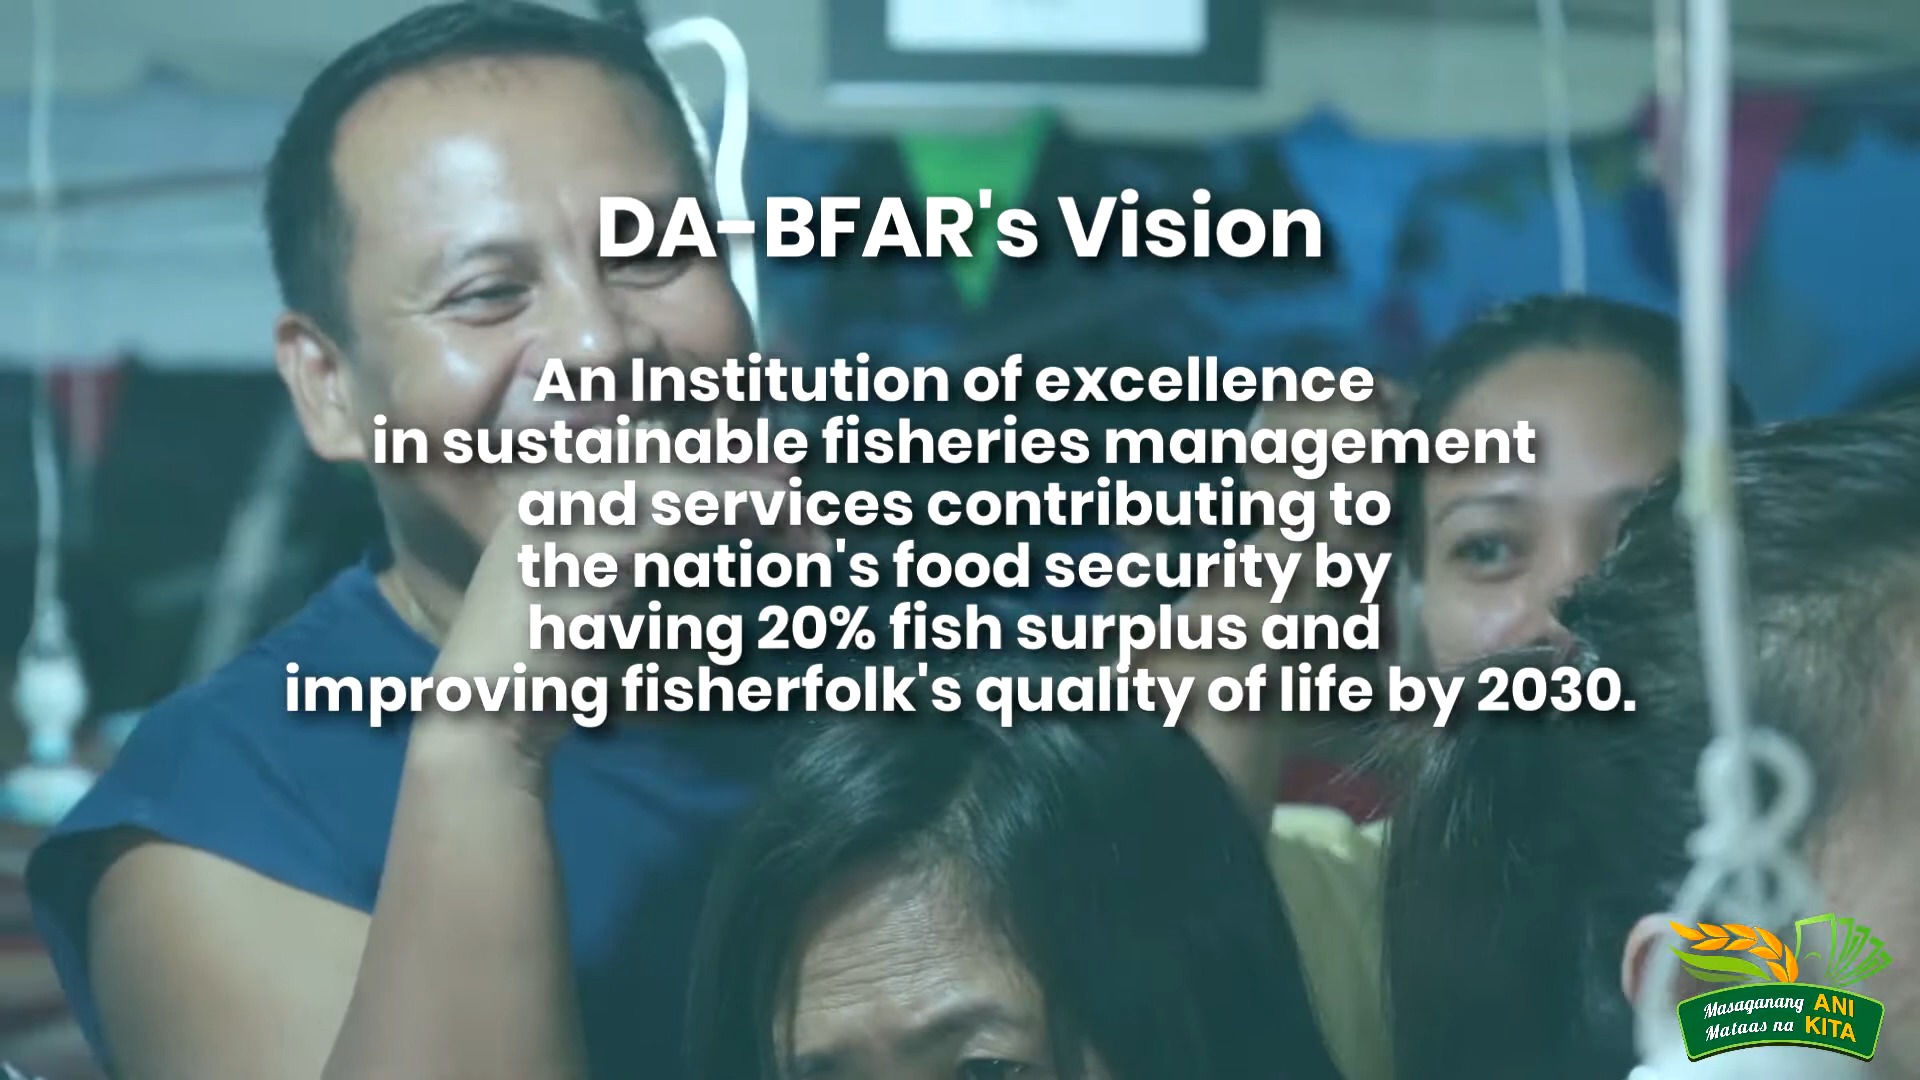 DA-BFAR's Vision
An Institution of excellence
in sustainable fisheries management
and services contributing to
the nation's food security by
having 20% fish surplus and
improving fisherfolk's quality of life by 2030.
Masaganang ANI
Mataas na KITA